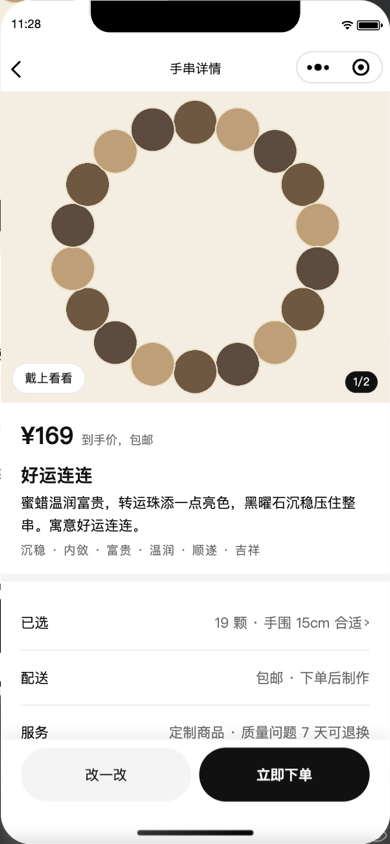 11:28
手串详情
戴上看看
1/2
¥169 到手价，包邮
好运连连
蜜蜡温润富贵，转运珠添一点亮色，黑曜石沉稳压住整
串。寓意好运连连。
沉稳 · 内敛 · 富贵 · 温润 · 顺遂 · 吉祥
已选 19 颗 · 手围 15cm 合适>
配送 包邮 · 下单后制作
服务 定制商品 · 质量问题 7 天可退换
改一改 立即下单